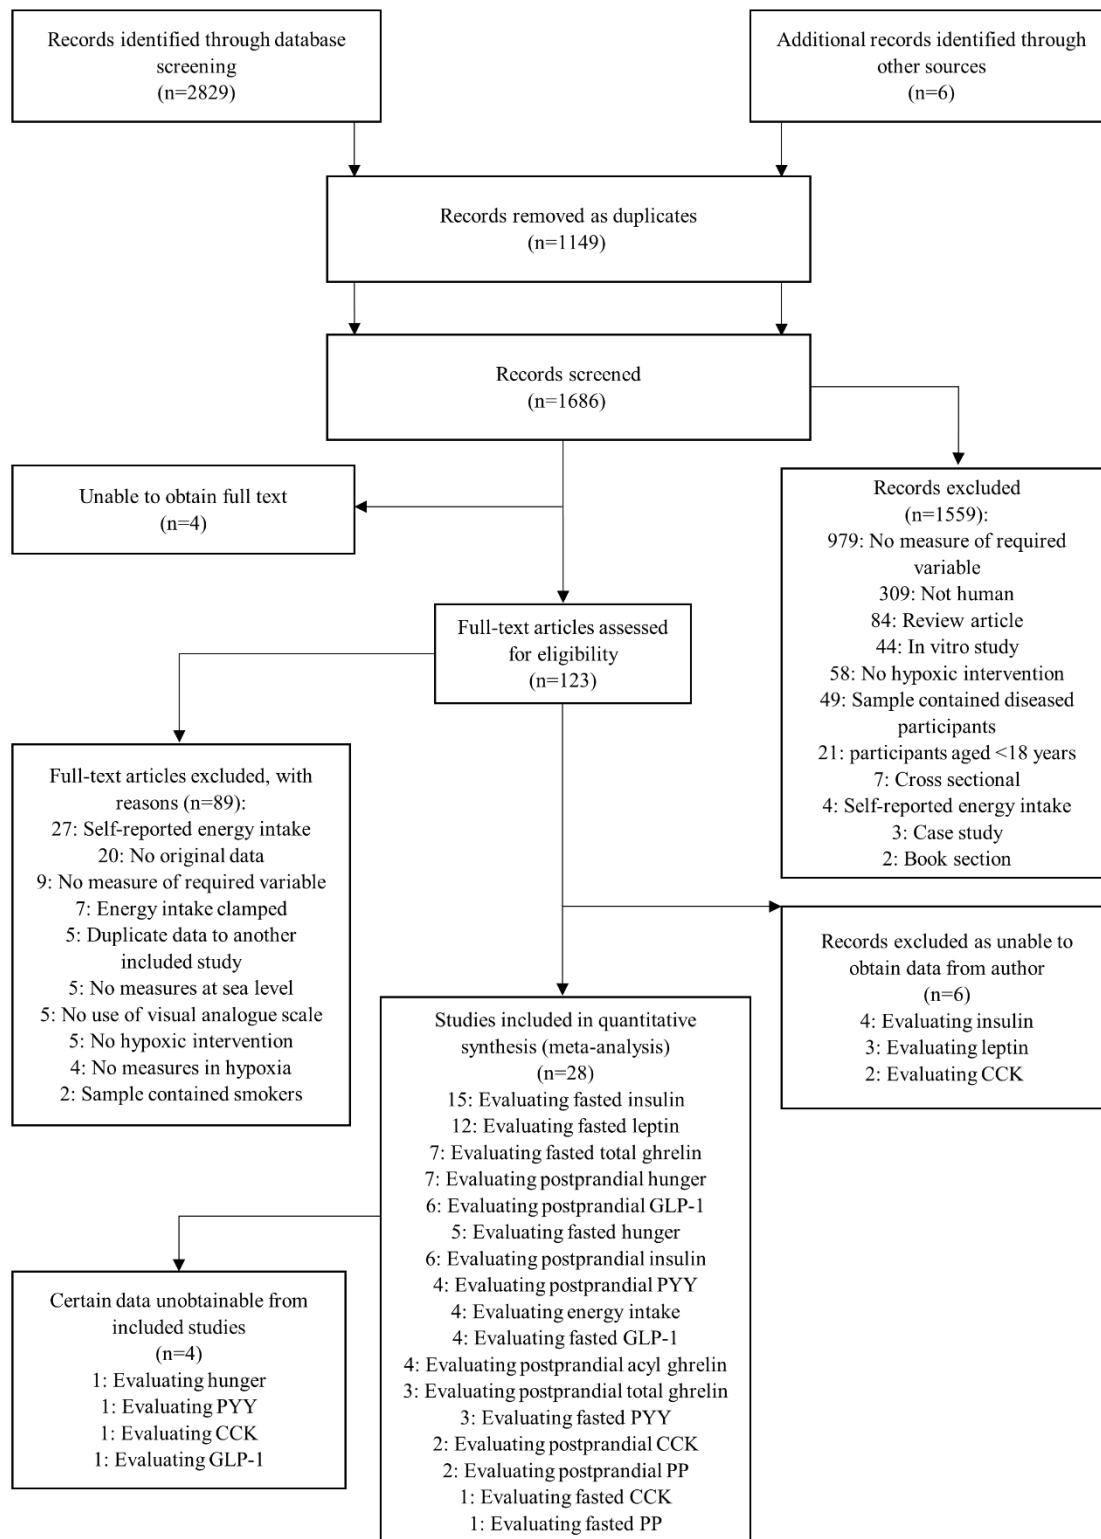 Records identified through database
screening
(n=2829)
Additional records identified through
other sources
(n=6)
Records removed as duplicates
(n=1149)
Records screened
(n=1686)
Unable to obtain full text
(n=4)
Records excluded
(n=1559):
979: No measure of required
variable
309: Not human
84: Review article
44: In vitro study
58: No hypoxic intervention
49: Sample contained diseased
participants
21: participants aged <18 years
7: Cross sectional
4: Self-reported energy intake
3: Case study
2: Book section
Full-text articles assessed
for eligibility
(n=123)
Full-text articles excluded, with
reasons (n=89):
27: Self-reported energy intake
20: No original data
9: No measure of required variable
7: Energy intake clamped
5: Duplicate data to another
included study
5: No measures at sea level
5: No use of visual analogue scale
5: No hypoxic intervention
4: No measures in hypoxia
2: Sample contained smokers
Records excluded as unable to
obtain data from author
(n=6)
4: Evaluating insulin
3: Evaluating leptin
2: Evaluating CCK
Studies included in quantitative
synthesis (meta-analysis)
(n=28)
15: Evaluating fasted insulin
12: Evaluating fasted leptin
7: Evaluating fasted total ghrelin
7: Evaluating postprandial hunger
6: Evaluating postprandial GLP-1
5: Evaluating fasted hunger
6: Evaluating postprandial insulin
4: Evaluating postprandial PYY
4: Evaluating energy intake
4: Evaluating fasted GLP-1
4: Evaluating postprandial acyl ghrelin
3: Evaluating postprandial total ghrelin
3: Evaluating fasted PYY
2: Evaluating postprandial CCK
2: Evaluating postprandial PP
1: Evaluating fasted CCK
1: Evaluating fasted PP
Certain data unobtainable from
included studies
(n=4)
1: Evaluating hunger
1: Evaluating PYY
1: Evaluating CCK
1: Evaluating GLP-1